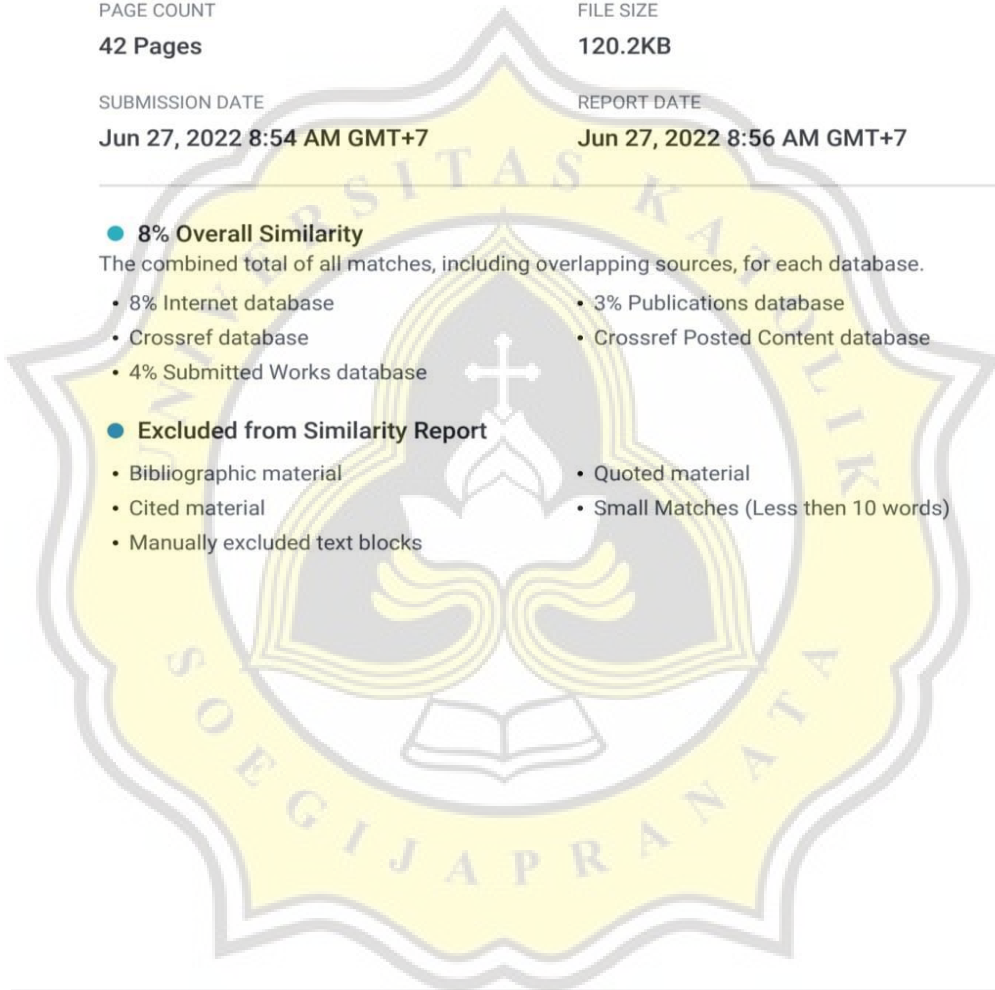 PAGE COUNT
42 Pages
FILE SIZE
120.2KB
SUBMISSION DATE
Jun 27, 2022 8:54 AM GMT+7
REPORT DATE
Jun 27, 2022 8:56 AM GMT+7
8% Overall Similarity
The combined total of all matches, including overlapping sources, for each database.
• 8% Internet database
• 3% Publications database
• Crossref database
• Crossref Posted Content database
• 4% Submitted Works database
Excluded from Similarity Report
• Bibliographic material
• Quoted material
• Cited material
• Small Matches (Less then 10 words)
• Manually excluded text blocks
UNIVERSITAS KATOLIK
SOEGIJAPRANATA